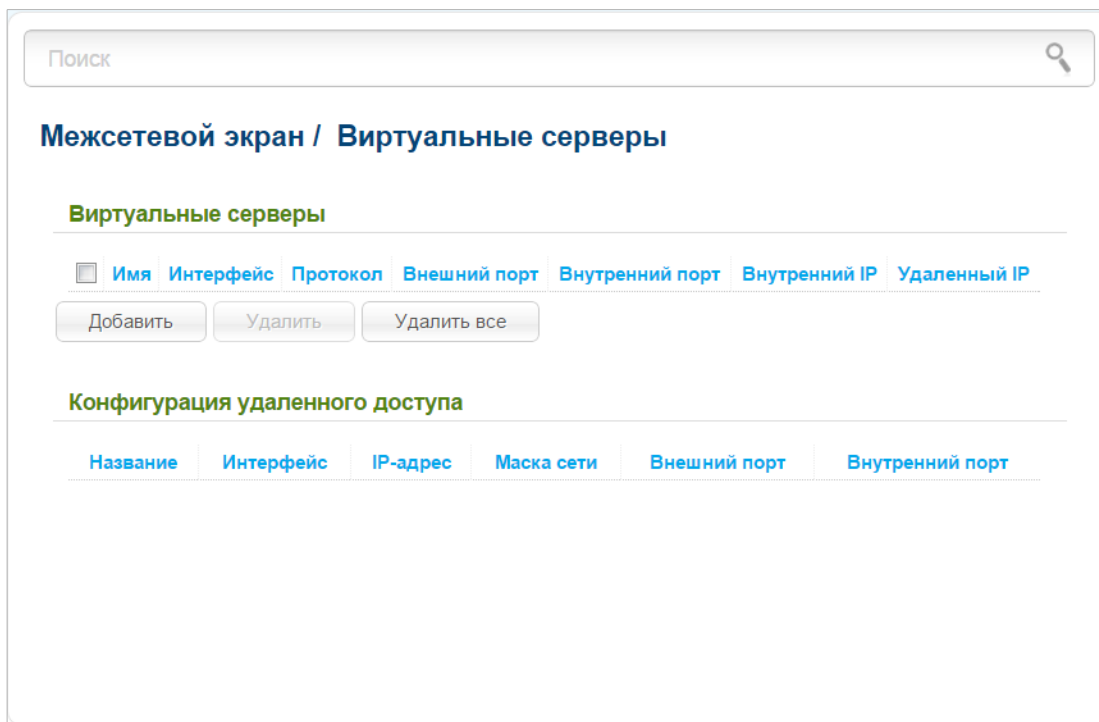 Поиск
Межсетевой экран / Виртуальные серверы
Виртуальные серверы
Имя Интерфейс Протокол Внешний порт Внутренний порт Внутренний IP Удаленный IP
Добавить Удалить Удалить все
Конфигурация удаленного доступа
Название Интерфейс IP-адрес Маска сети Внешний порт Внутренний порт